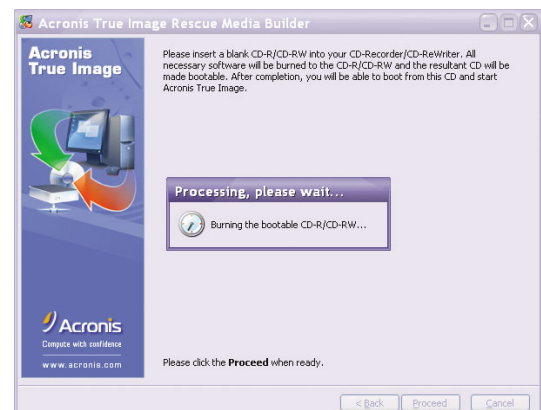 Acronis True Image Rescue Media Builder
Acronis
True Image
Please insert a blank CD-R/CD-RW into your CD-Recorder/CD-ReWriter. All
necessary software will be burned to the CD-R/CD-RW and the resultant CD will be
made bootable. After completion, you will be able to boot from this CD and start
Acronis True Image.
Processing, please wait...
Burning the bootable CD-R/CD-RW...
Acronis
Compute with confidence
www.acronis.com
Please click the Proceed when ready.
< Back
Proceed
Cancel